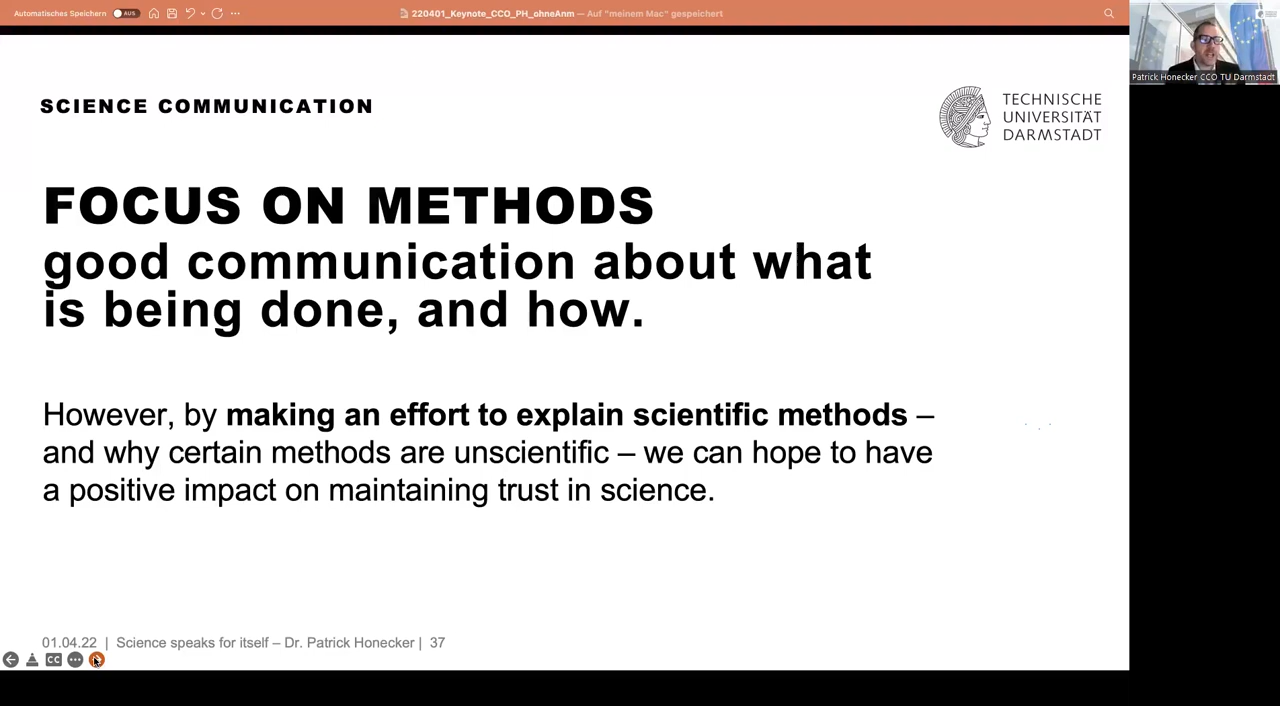 Automatisches Speichern AUS
220401_Keynote_CCO_PH_ohneAnm — Auf "meinem Mac" gespeichert
Patrick Honecker CCO TU Darmstadt
SCIENCE COMMUNICATION
TECHNISCHE
UNIVERSITÄT
DARMSTADT
FOCUS ON METHODS
good communication about what
is being done, and how.
However, by making an effort to explain scientific methods –
and why certain methods are unscientific – we can hope to have
a positive impact on maintaining trust in science.
01.04.22 | Science speaks for itself – Dr. Patrick Honecker | 37
CC